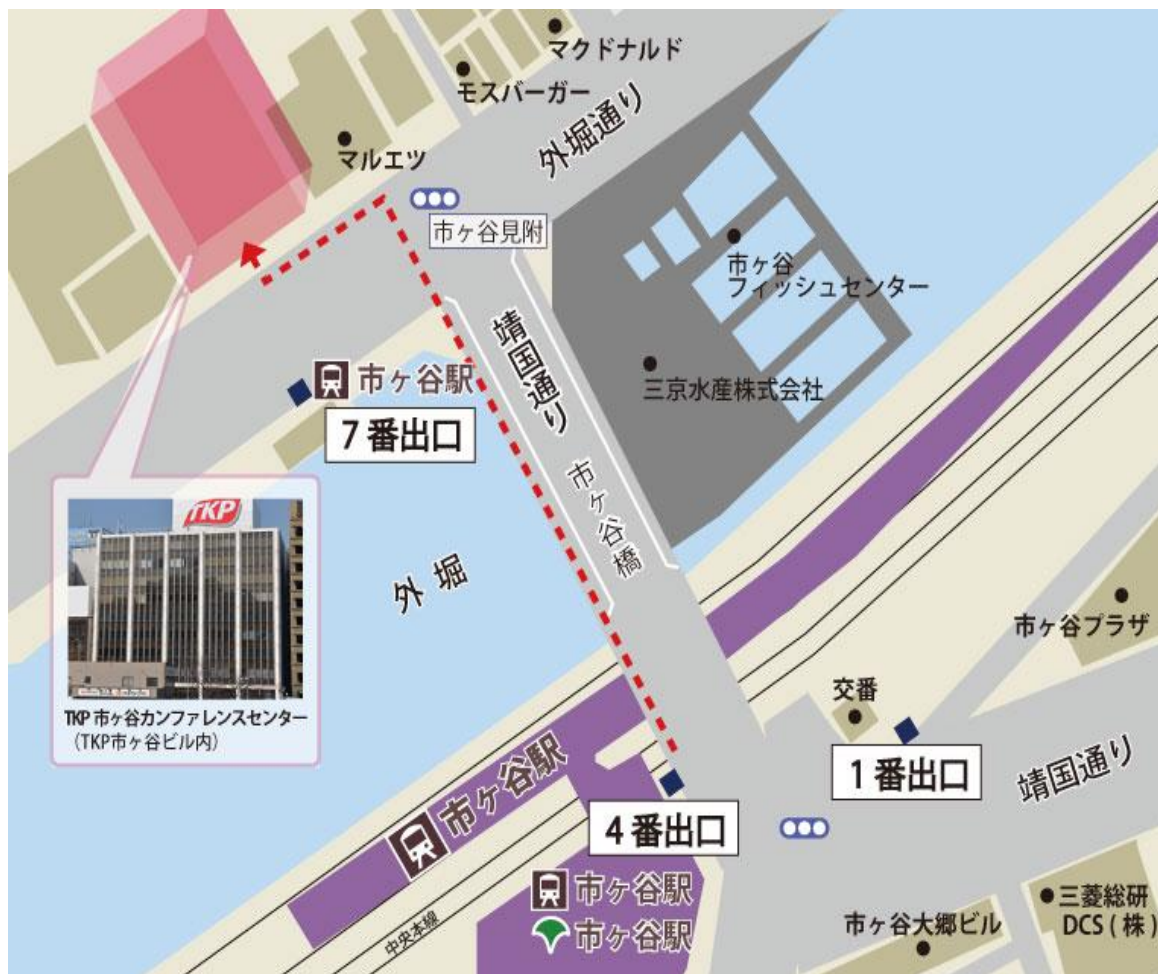 マクドナルド
モスバーガー
外堀通り
マルエツ
市ヶ谷見附
市ヶ谷
フィッシュセンター
靖国通り
市ヶ谷駅
三京水産株式会社
7番出口
市ヶ谷橋
TKP
外堀
市ヶ谷プラザ
交番
TKP市ヶ谷カンファレンスセンター
(TKP市ヶ谷ビル内)
1番出口
靖国通り
市ヶ谷駅
4番出口
市ヶ谷駅
市ヶ谷駅
中央本線
市ヶ谷大郷ビル
三菱総研
DCS(株)